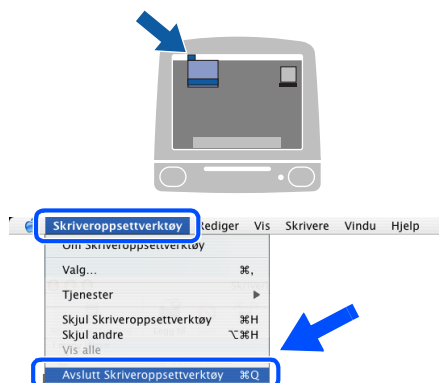 Skriveroppsettverktøy Rediger Vis Skrivere Vindu Hjelp
Om Skriveroppsettverktøy
Valg... ⌘,
Tjenester ▶
Skjul Skriveroppsettverktøy ⌘H
Skjul andre ⌥⌘H
Vis alle
Avslutt Skriveroppsettverktøy ⌘Q